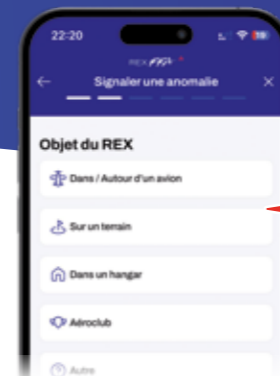 22:20
REX FFA
Signaler une anomalie
Objet du REX
Dans / Autour d'un avion
Sur un terrain
Dans un hangar
Aéroclub
Autre